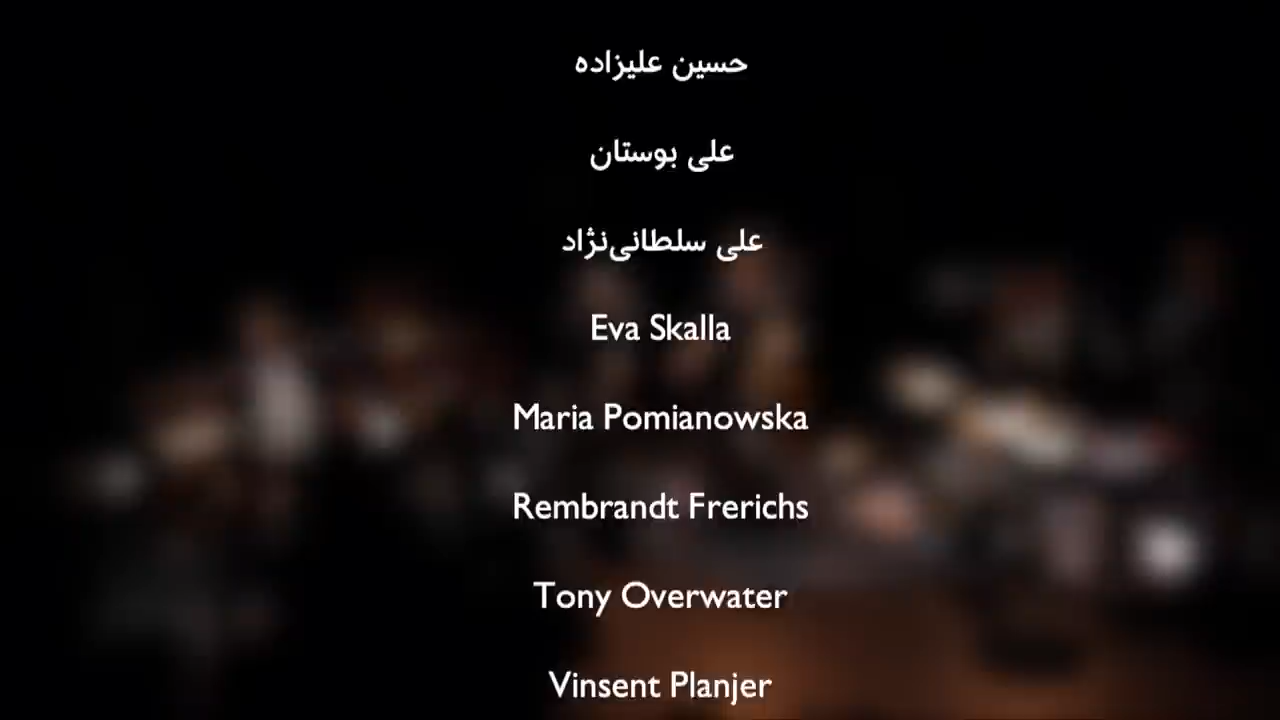 حسین علیزاده
علی بوستان
علی سلطانی‌نژاد
Eva Skalla
Maria Pomianowska
Rembrandt Frerichs
Tony Overwater
Vinsent Planjer